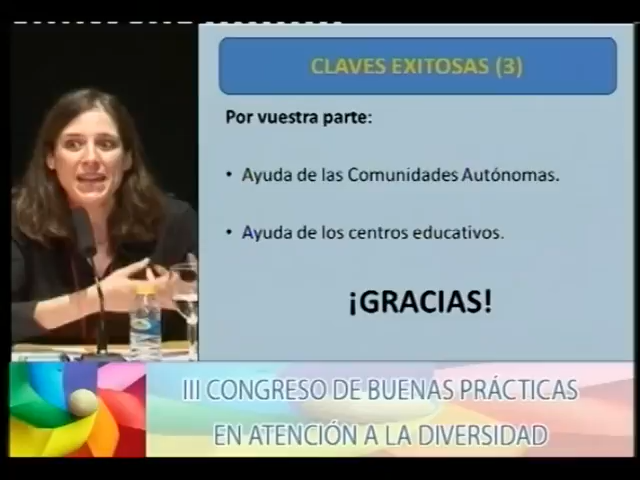 CLAVES EXITOSAS (3)
Por vuestra parte:
• Ayuda de las Comunidades Autónomas.
• Ayuda de los centros educativos.
¡GRACIAS!
III CONGRESO DE BUENAS PRÁCTICAS
EN ATENCIÓN A LA DIVERSIDAD